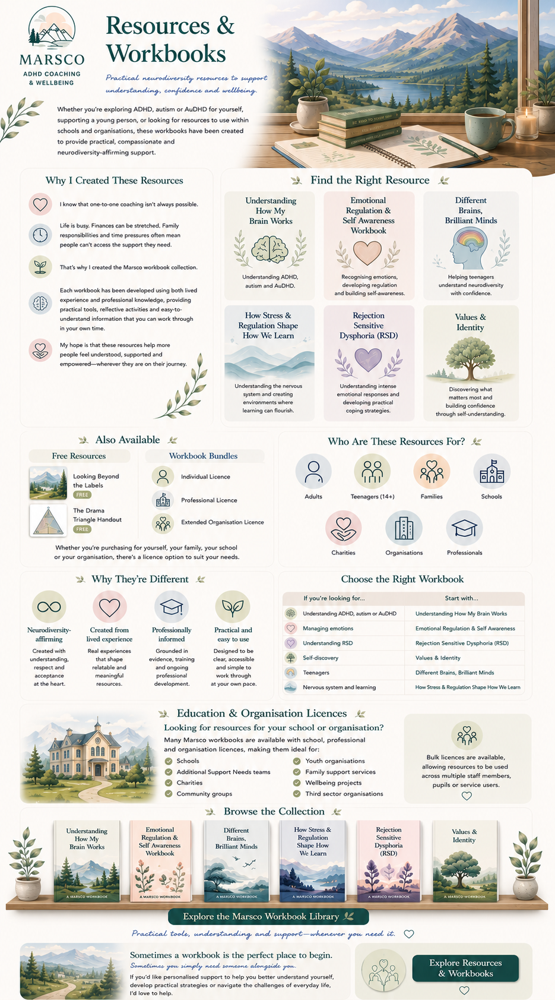 MARSCO
ADHD COACHING
& WELLBEING
Resources &
Workbooks
Practical neurodiversity resources to support
understanding, confidence and wellbeing.
Whether you're exploring ADHD, autism or AuDHD for yourself,
supporting a young person, or looking for resources to use within
schools and organisations, these workbooks have been created
to provide practical, compassionate and
neurodiversity-affirming support.
Why I Created These Resources
I know that one-to-one coaching isn't always possible.
Life is busy. Finances can be stretched. Family
responsibilities and time pressures often mean
people can't access the support they need.
That's why I created the Marsco workbook collection.
Each workbook has been developed using both lived
experience and professional knowledge, providing
practical tools, reflective activities and easy-to-
understand information that you can work through
in your own time.
My hope is that these resources help more
people feel understood, supported and
empowered—wherever they are on their journey.
Find the Right Resource
Understanding
How My
Brain Works
Understanding ADHD,
autism and AuDHD.
Emotional
Regulation &
Self Awareness
Workbook
Recognising emotions,
developing regulation
and building self-awareness.
Different
Brains,
Brilliant Minds
Helping teenagers
understand neurodiversity
with confidence.
How Stress &
Regulation Shape
How We Learn
Understanding the nervous
system and creating
environments where
learning can flourish.
Rejection
Sensitive
Dysphoria (RSD)
Understanding intense
emotional responses and
developing practical
coping strategies.
Values &
Identity
Discovering what
matters most and
building confidence
through self-understanding.
Also Available
Free Resources
Looking Beyond
the Labels
FREE
The Drama
Triangle Handout
FREE
Workbook Bundles
Individual Licence
Professional Licence
Extended Organisation Licence
Whether you're purchasing for yourself, your family, your school
or your organisation, there's a licence option to suit your needs.
Who Are These Resources For?
Adults
Teenagers (14+)
Families
Schools
Charities
Organisations
Professionals
Why They're Different
Neurodiversity-
affirming
Created with
understanding,
respect and
acceptance
at the heart.
Created from
lived experience
Real experiences
that shape
relatable and
meaningful
resources.
Professionally
informed
Grounded in
evidence, training
and ongoing
professional
development.
Practical and
easy to use
Designed to be
clear, accessible
and simple to
work through
at your own pace.
Choose the Right Workbook
If you're looking for... Start with...
Understanding ADHD, autism or AuDHD Understanding How My Brain Works
Managing emotions Emotional Regulation & Self Awareness
Understanding RSD Rejection Sensitive Dysphoria (RSD)
Self-discovery Values & Identity
Teenagers Different Brains, Brilliant Minds
Nervous system and learning How Stress & Regulation Shape How We Learn
Education & Organisation Licences
Looking for resources for your school or organisation?
Many Marsco workbooks are available with school, professional
and organisation licences, making them ideal for:
Schools
Additional Support Needs teams
Charities
Community groups
Youth organisations
Family support services
Wellbeing projects
Third sector organisations
Bulk licences are available,
allowing resources to be used
across multiple staff members,
pupils or service users.
Browse the Collection
Understanding
How My
Brain Works
A MARSCO WORKBOOK
Emotional
Regulation &
Self Awareness
Workbook
A MARSCO WORKBOOK
Different
Brains,
Brilliant Minds
A MARSCO WORKBOOK
How Stress &
Regulation
Shape How
We Learn
A MARSCO WORKBOOK
Rejection
Sensitive
Dysphoria
(RSD)
A MARSCO WORKBOOK
Values &
Identity
A MARSCO WORKBOOK
Explore the Marsco Workbook Library
Practical tools, understanding and support—whenever you need it.
Sometimes a workbook is the perfect place to begin.
Sometimes you simply need someone alongside you.
If you'd like personalised support to help you better understand yourself,
develop practical strategies or navigate the challenges of everyday life,
I'd love to help.
Explore Resources
& Workbooks